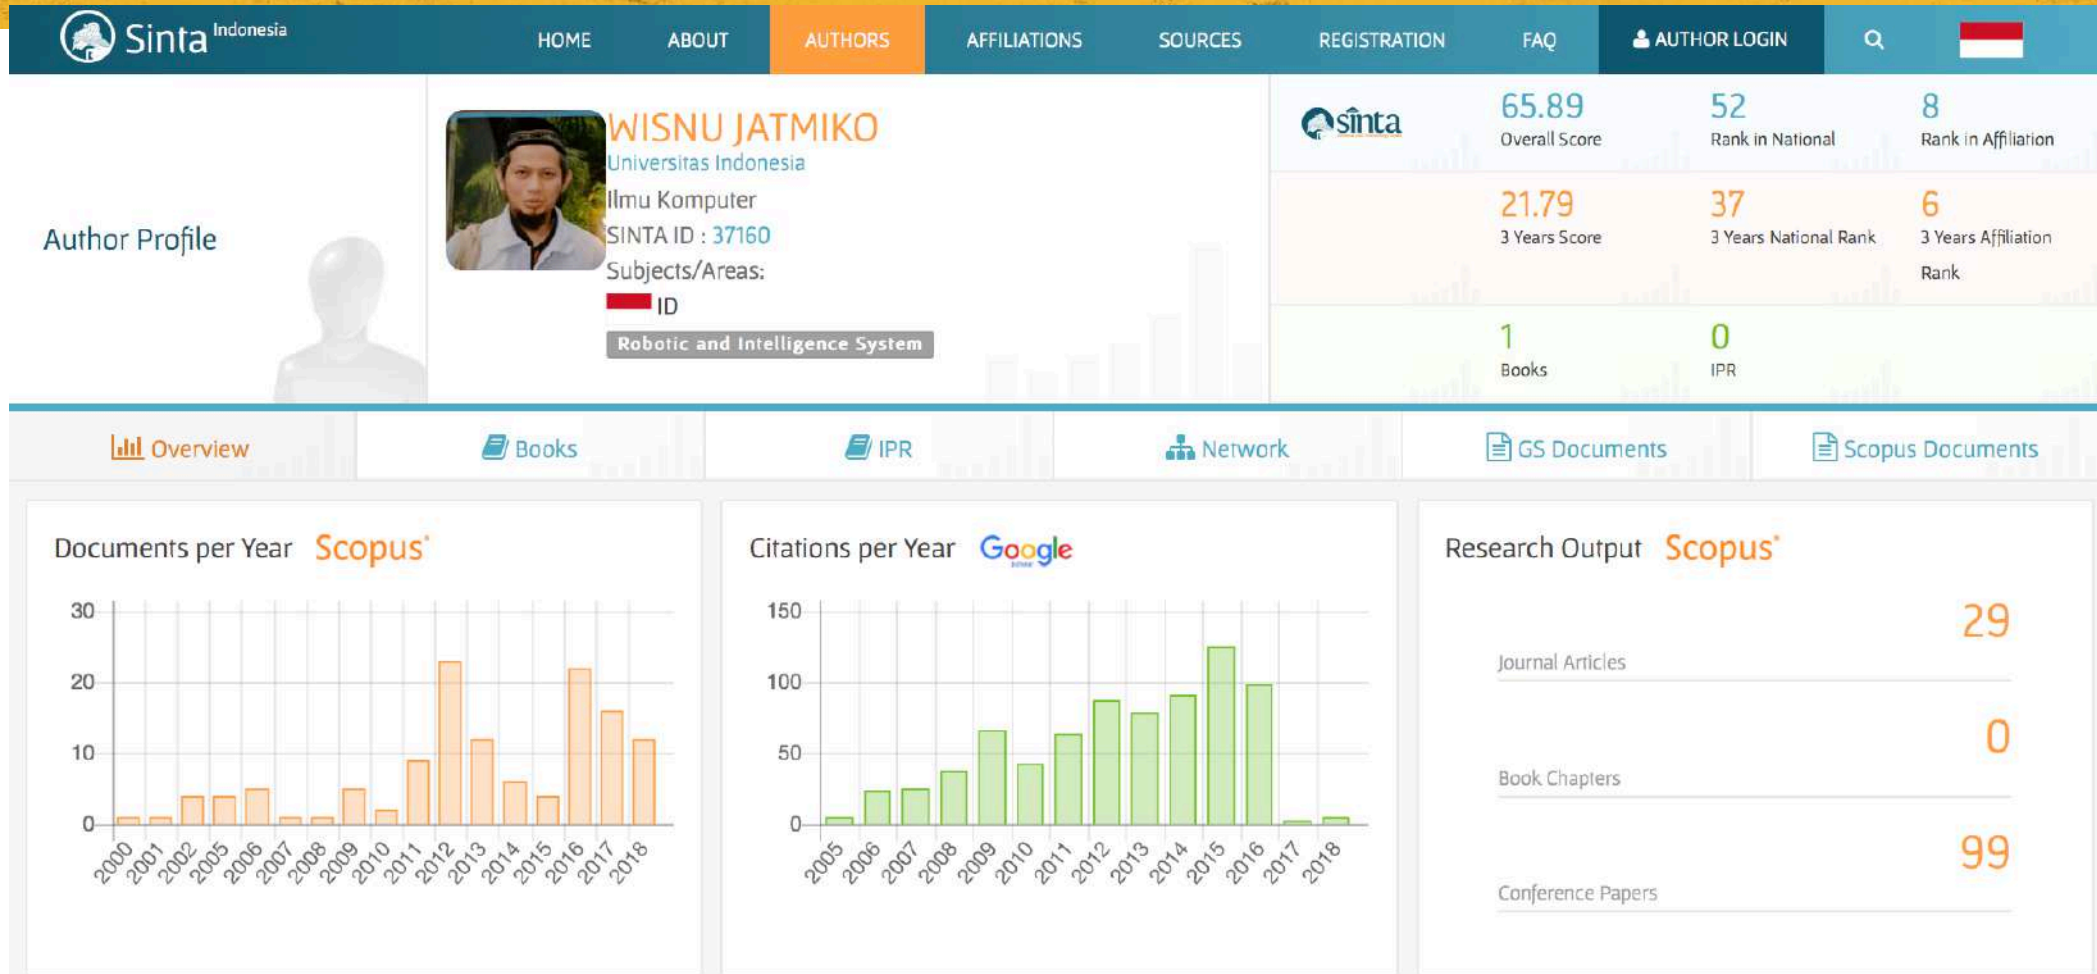 Sinta Indonesia
HOME ABOUT AUTHORS AFFILIATIONS SOURCES REGISTRATION FAQ AUTHOR LOGIN
Author Profile
WISNU JATMIKO
Universitas Indonesia
Ilmu Komputer
SINTA ID : 37160
Subjects/Areas:
ID
Robotic and Intelligence System
sinta
65.89 52 8
Overall Score Rank in National Rank in Affiliation
21.79 37 6
3 Years Score 3 Years National Rank 3 Years Affiliation
Rank
1 0
Books IPR
Overview Books IPR Network GS Documents Scopus Documents
Documents per Year Scopus
30
20
10
0
2000 2001 2002 2005 2006 2007 2008 2009 2010 2011 2012 2013 2014 2015 2016 2017 2018
Citations per Year Google
150
100
50
0
2005 2006 2007 2008 2009 2010 2011 2012 2013 2014 2015 2016 2017 2018
Research Output Scopus
29
Journal Articles
0
Book Chapters
99
Conference Papers